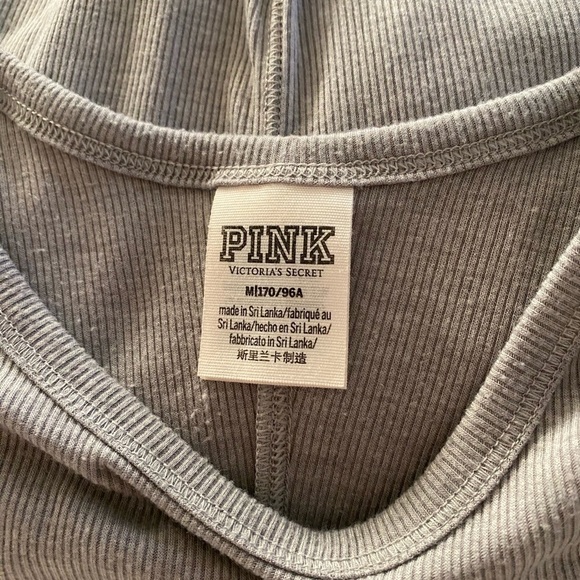 PINK
VICTORIA'S SECRET
M|170/96A
made in Sri Lanka/fabriqué au
Sri Lanka/hecho en Sri Lanka/
fabbricato in Sri Lanka/
斯里兰卡制造